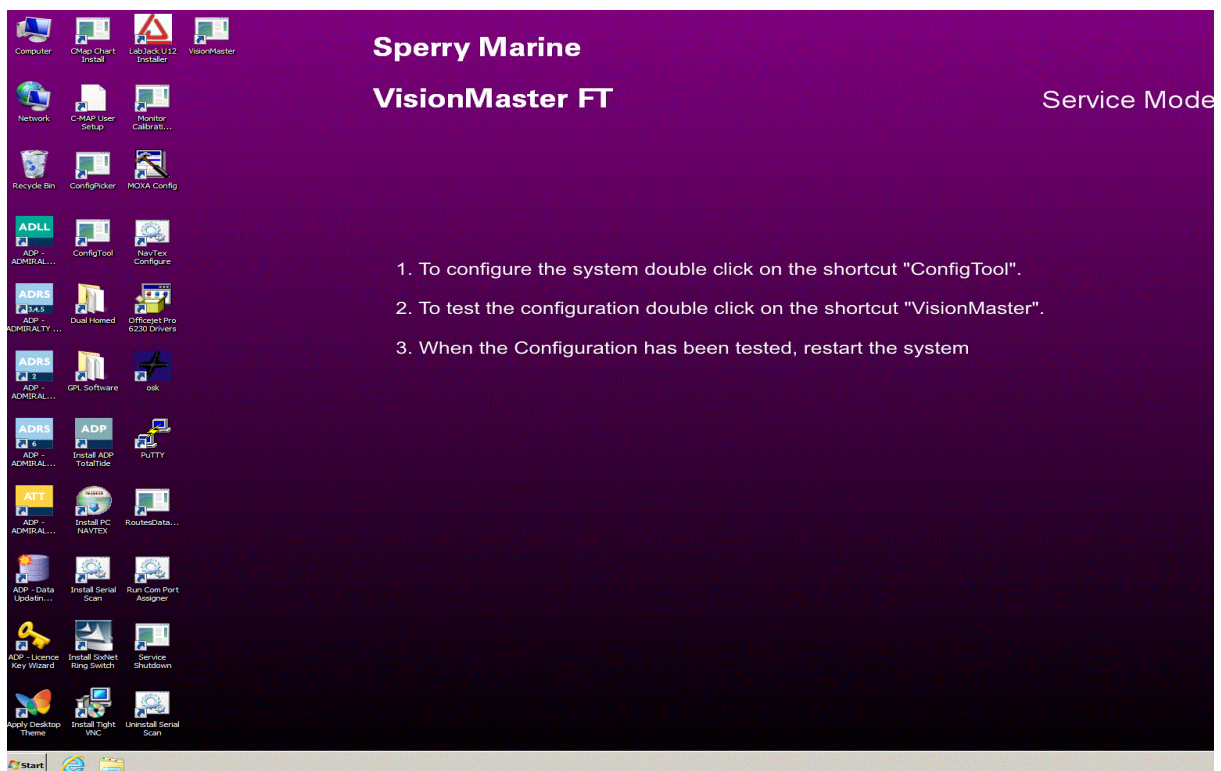 Sperry Marine
VisionMaster FT
Service Mode
1. To configure the system double click on the shortcut "ConfigTool".
2. To test the configuration double click on the shortcut "VisionMaster".
3. When the Configuration has been tested, restart the system
Computer
CMap Chart
Install
LabJack U12
Installer
VisionMaster
Network
C-MAP User
Setup
Monitor
Calibrati...
Recycle Bin
ConfigPicker
MOXA Config
ADLL
ADP -
ADMIRAL...
ConfigTool
NavTex
Configure
ADRS
3,4,5
ADP -
ADMIRALTY ...
Dual Homed
Officejet Pro
6230 Drivers
ADRS
2
ADP -
ADMIRAL...
GPL Software
osk
ADRS
6
ADP -
ADMIRAL...
ADP
Install ADP
TotalTide
PuTTY
ATT
ADP -
ADMIRAL...
Install PC
NAVTEX
RoutesData...
ADP - Data
Updatin...
Install Serial
Scan
Run Com Port
Assigner
ADP - Licence
Key Wizard
Install SixNet
Ring Switch
Service
Shutdown
Apply Desktop
Theme
Install Tight
VNC
Uninstall Serial
Scan
Start